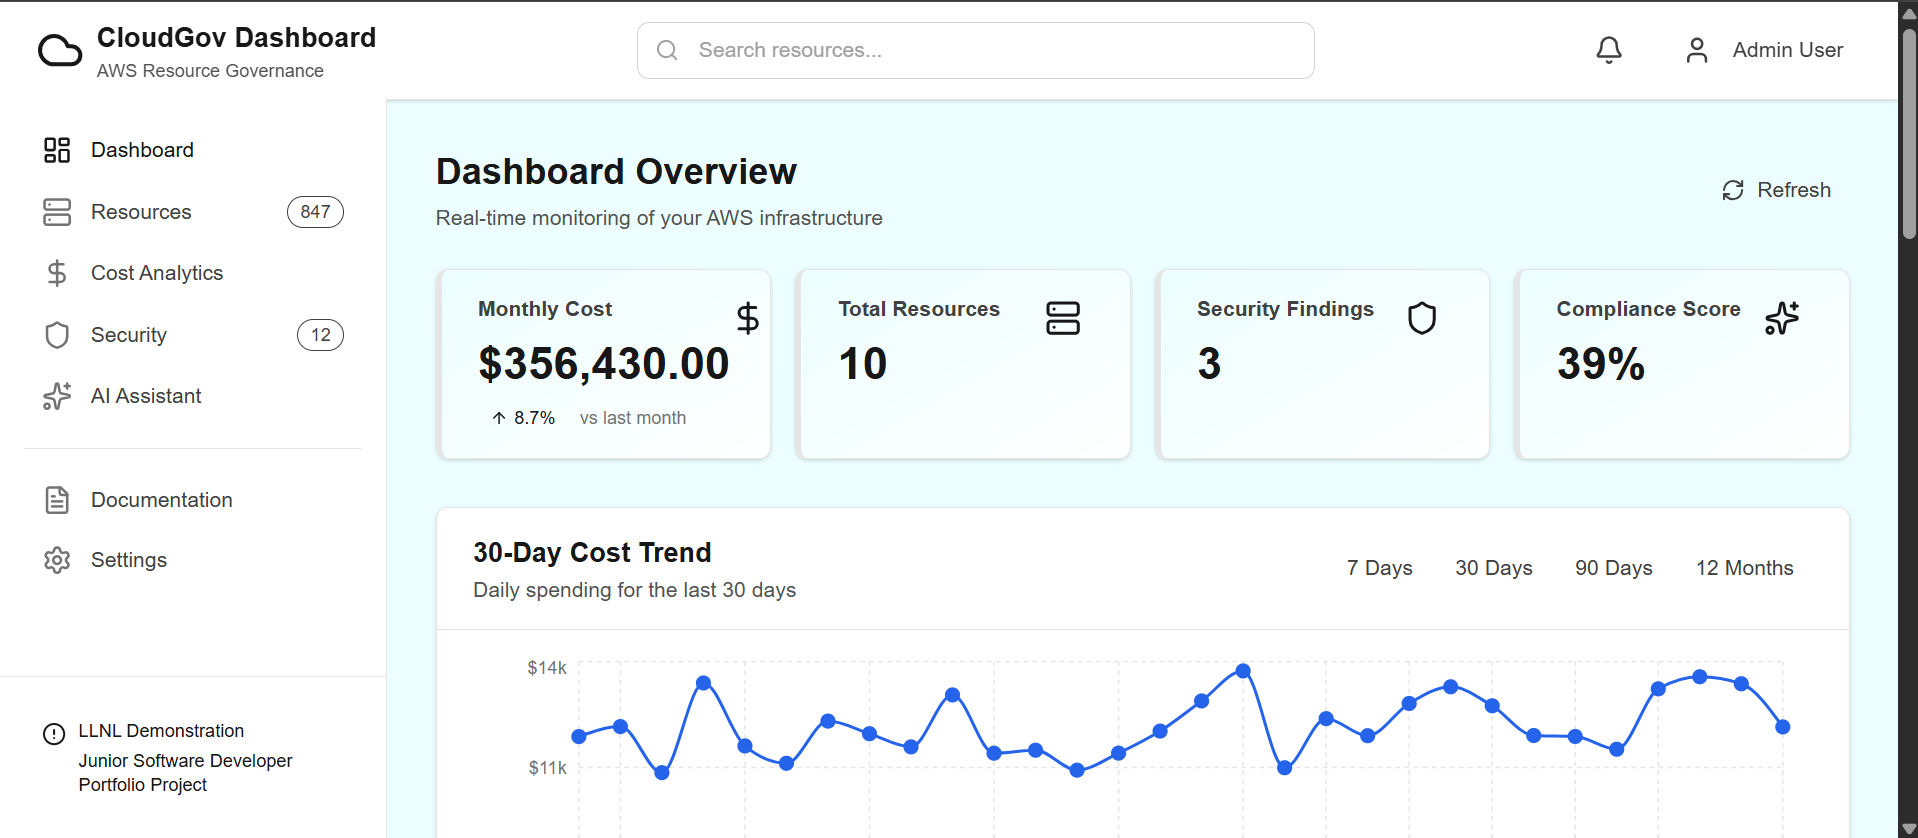 CloudGov Dashboard
AWS Resource Governance
Search resources...
Admin User
Dashboard
Resources
847
Cost Analytics
Security
12
AI Assistant
Documentation
Settings
LLNL Demonstration
Junior Software Developer
Portfolio Project
Dashboard Overview
Real-time monitoring of your AWS infrastructure
Refresh
Monthly Cost
$356,430.00
8.7% vs last month
Total Resources
10
Security Findings
3
Compliance Score
39%
30-Day Cost Trend
Daily spending for the last 30 days
7 Days
30 Days
90 Days
12 Months
$14k
$11k